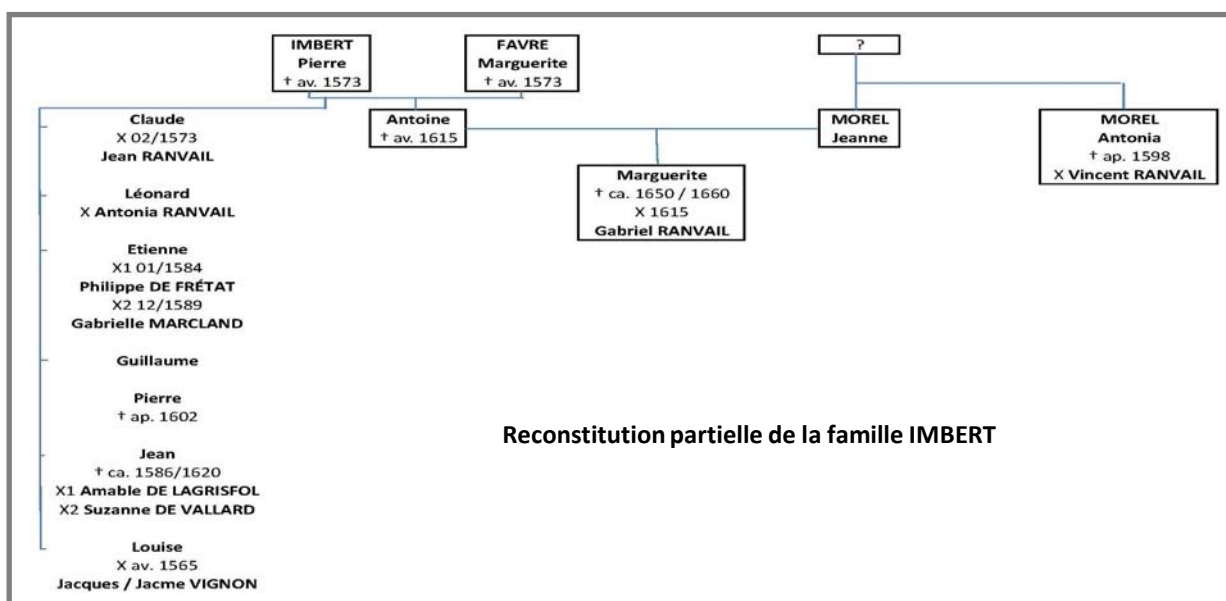 IMBERT
Pierre
† av. 1573
FAVRE
Marguerite
† av. 1573
?
Claude
X 02/1573
Jean RANVAIL
Antoine
† av. 1615
MOREL
Jeanne
MOREL
Antonia
† ap. 1598
X Vincent RANVAIL
Marguerite
† ca. 1650 / 1660
X 1615
Gabriel RANVAIL
Léonard
X Antonia RANVAIL
Etienne
X1 01/1584
Philippe DE FRÉTAT
X2 12/1589
Gabrielle MARCLAND
Guillaume
Pierre
† ap. 1602
Jean
† ca. 1586/1620
X1 Amable DE LAGRISFOL
X2 Suzanne DE VALLARD
Louise
X av. 1565
Jacques / Jacme VIGNON
Reconstitution partielle de la famille IMBERT